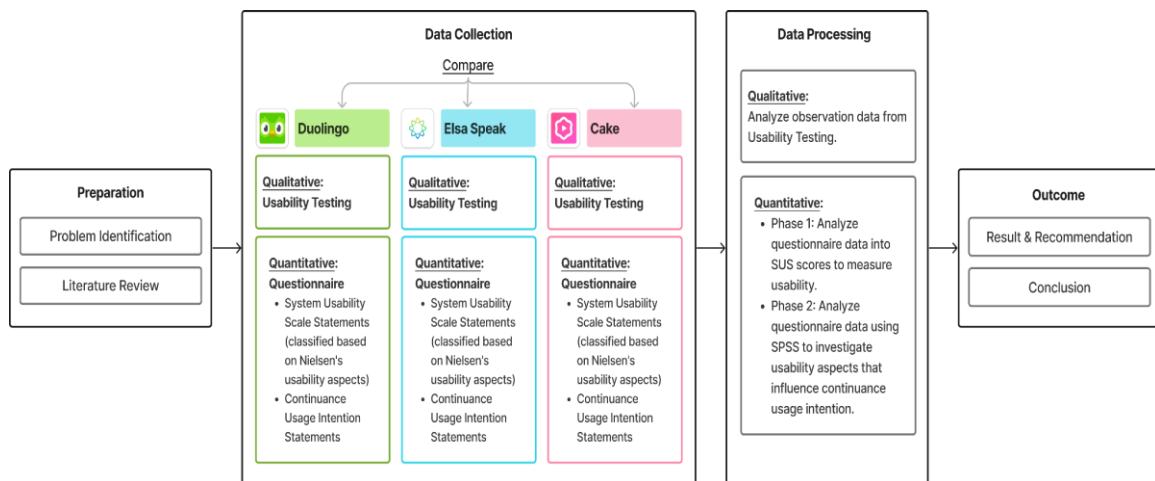 Preparation
Problem Identification
Literature Review
Data Collection
Compare
Duolingo
Qualitative:
Usability Testing
Quantitative:
Questionnaire
• System Usability
Scale Statements
(classified based
on Nielsen's
usability aspects)
• Continuance
Usage Intention
Statements
Elsa Speak
Qualitative:
Usability Testing
Quantitative:
Questionnaire
• System Usability
Scale Statements
(classified based
on Nielsen's
usability aspects)
• Continuance
Usage Intention
Statements
Cake
Qualitative:
Usability Testing
Quantitative:
Questionnaire
• System Usability
Scale Statements
(classified based
on Nielsen's
usability aspects)
• Continuance
Usage Intention
Statements
Data Processing
Qualitative:
Analyze observation data from
Usability Testing.
Quantitative:
• Phase 1: Analyze
questionnaire data into
SUS scores to measure
usability.
• Phase 2: Analyze
questionnaire data using
SPSS to investigate
usability aspects that
influence continuance
usage intention.
Outcome
Result & Recommendation
Conclusion